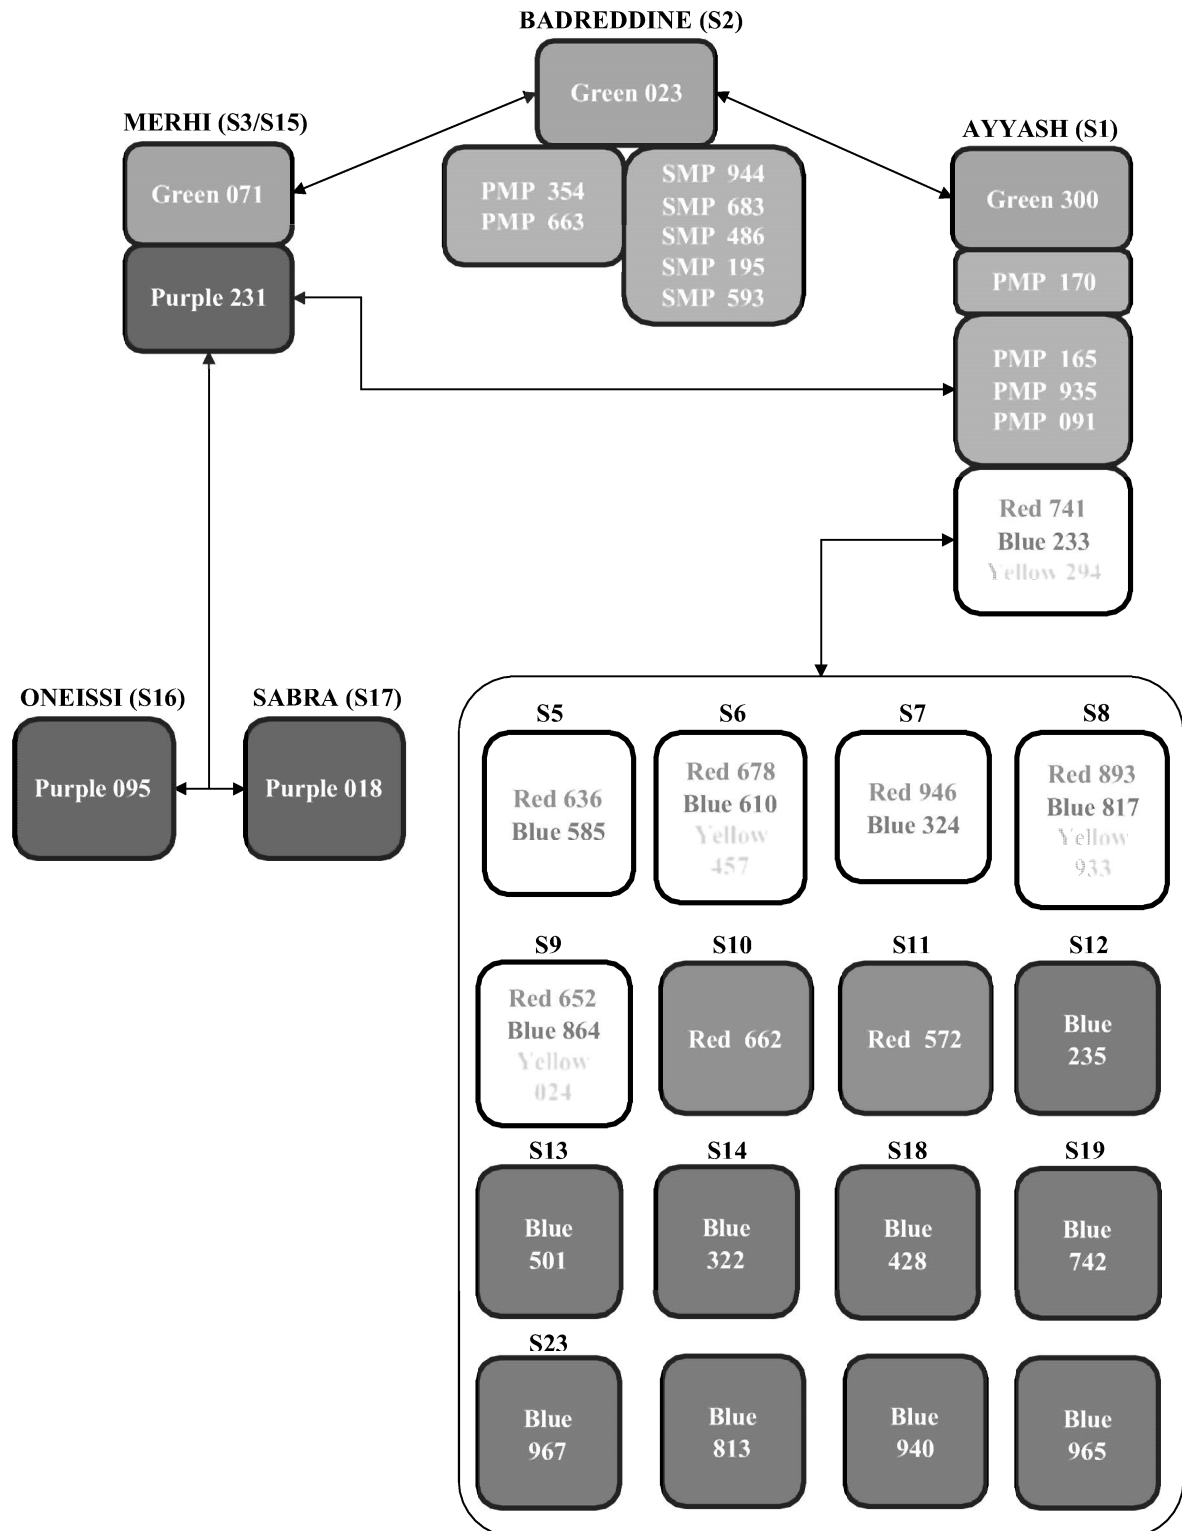 BADREDDINE (S2)
Green 023
MERHI (S3/S15)
AYYASH (S1)
Green 071
PMP 354
PMP 663
SMP 944
SMP 683
SMP 486
SMP 195
SMP 593
Green 300
Purple 231
PMP 170
PMP 165
PMP 935
PMP 091
Red 741
Blue 233
Yellow 294
ONEISSI (S16)
SABRA (S17)
Purple 095
Purple 018
S5
S6
S7
S8
Red 636
Blue 585
Red 678
Blue 610
Yellow
457
Red 946
Blue 324
Red 893
Blue 817
Yellow
933
S9
S10
S11
S12
Red 652
Blue 864
Yellow
024
Red 662
Red 572
Blue
235
S13
S14
S18
S19
Blue
501
Blue
322
Blue
428
Blue
742
S23
Blue
967
Blue
813
Blue
940
Blue
965